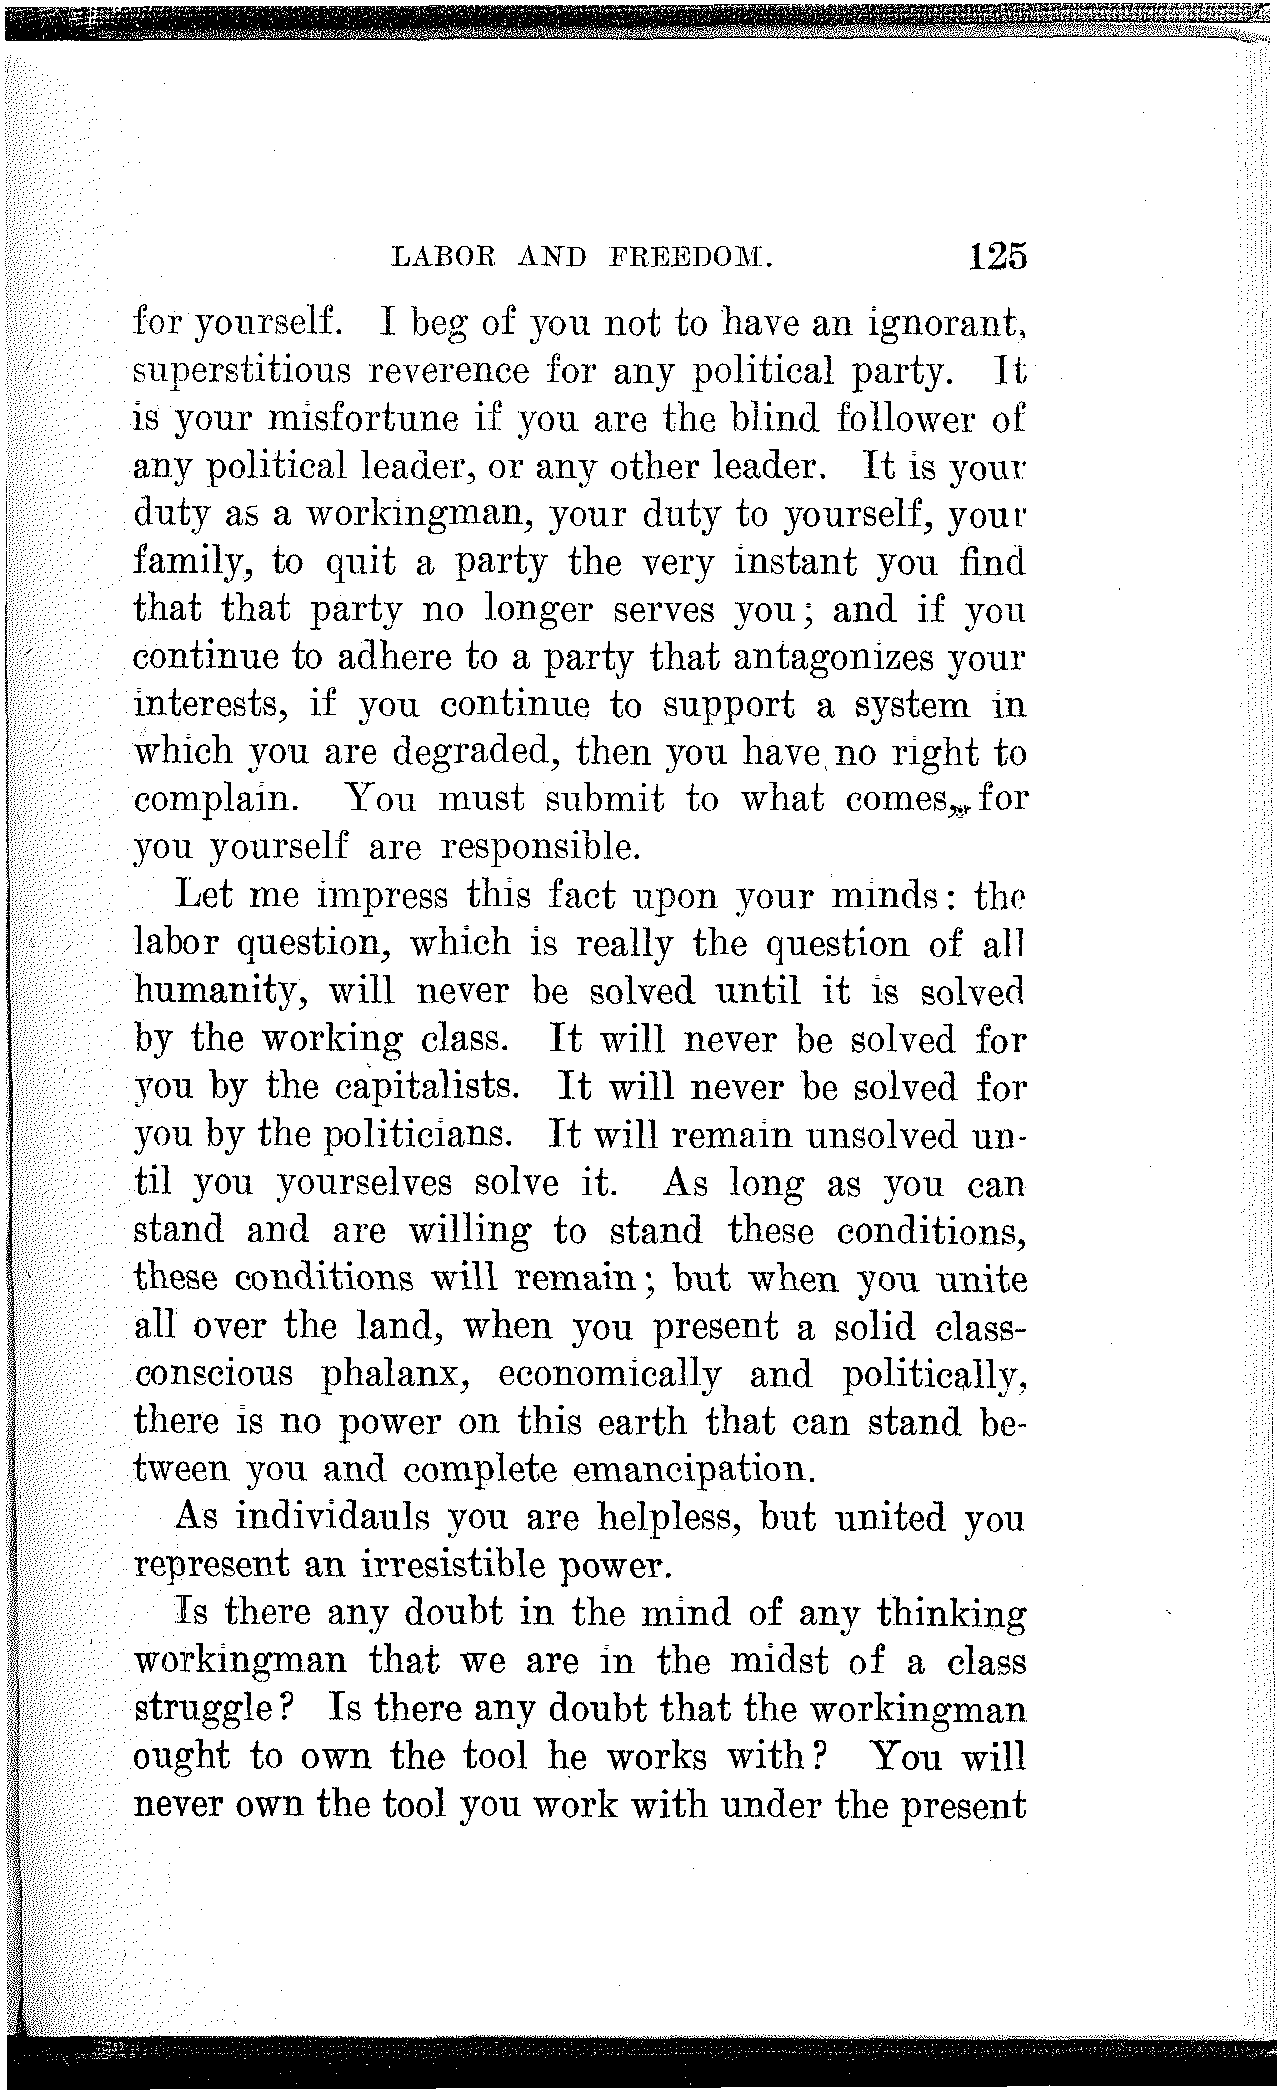 LABOR AND FREEDOM. 125
for yourself. I beg of you not to have an ignorant,
superstitious reverence for any political party. It
is your misfortune if you are the blind follower of
any political leader, or any other leader. It is your
duty as a workingman, your duty to yourself, your
family, to quit a party the very instant you find
that that party no longer serves you; and if you
continue to adhere to a party that antagonizes your
interests, if you continue to support a system in
which you are degraded, then you have no right to
complain. You must submit to what comes, for
you yourself are responsible.
Let me impress this fact upon your minds: the
labor question, which is really the question of all
humanity, will never be solved until it is solved
by the working class. It will never be solved for
you by the capitalists. It will never be solved for
you by the politicians. It will remain unsolved un-
til you yourselves solve it. As long as you can
stand and are willing to stand these conditions,
these conditions will remain; but when you unite
all over the land, when you present a solid class-
conscious phalanx, economically and politically,
there is no power on this earth that can stand be-
tween you and complete emancipation.
As individauls you are helpless, but united you
represent an irresistible power.
Is there any doubt in the mind of any thinking
workingman that we are in the midst of a class
struggle? Is there any doubt that the workingman
ought to own the tool he works with? You will
never own the tool you work with under the present